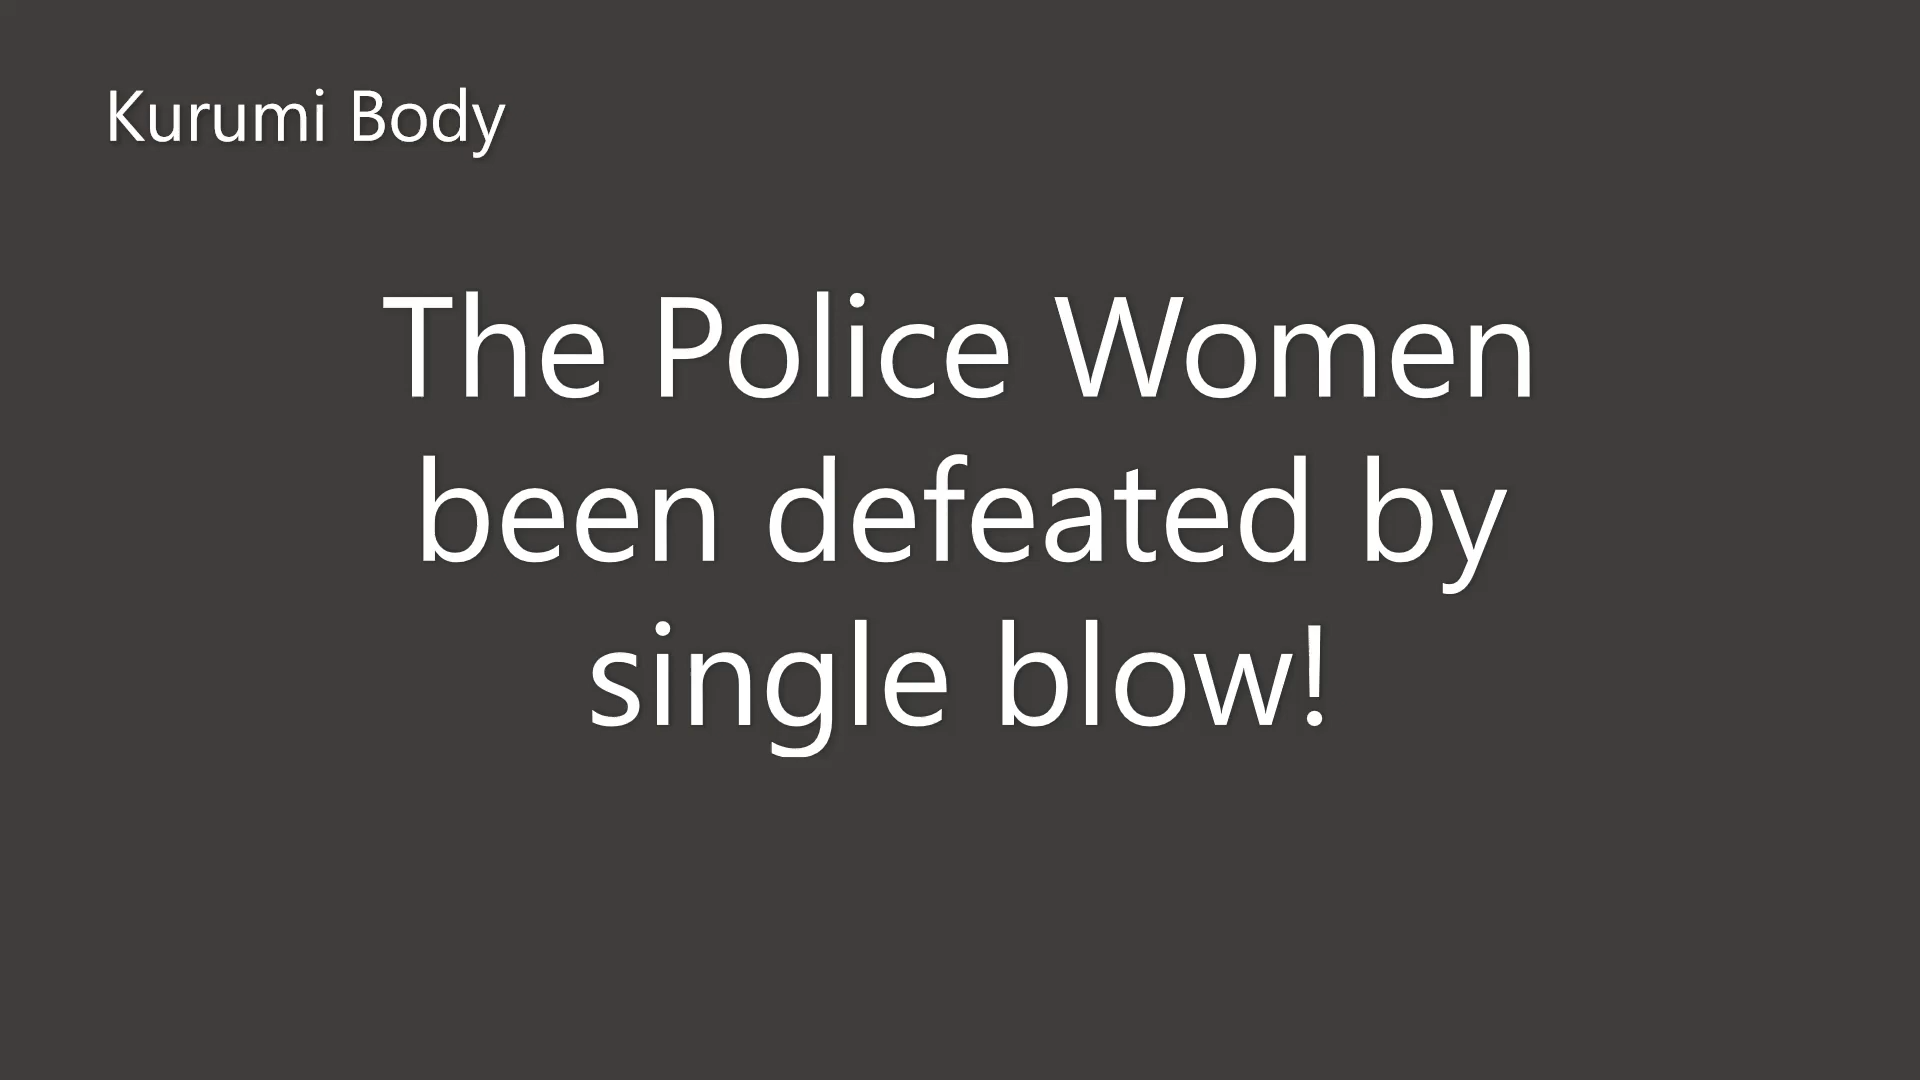 Kurumi Body
The Police Women
been defeated by
single blow!